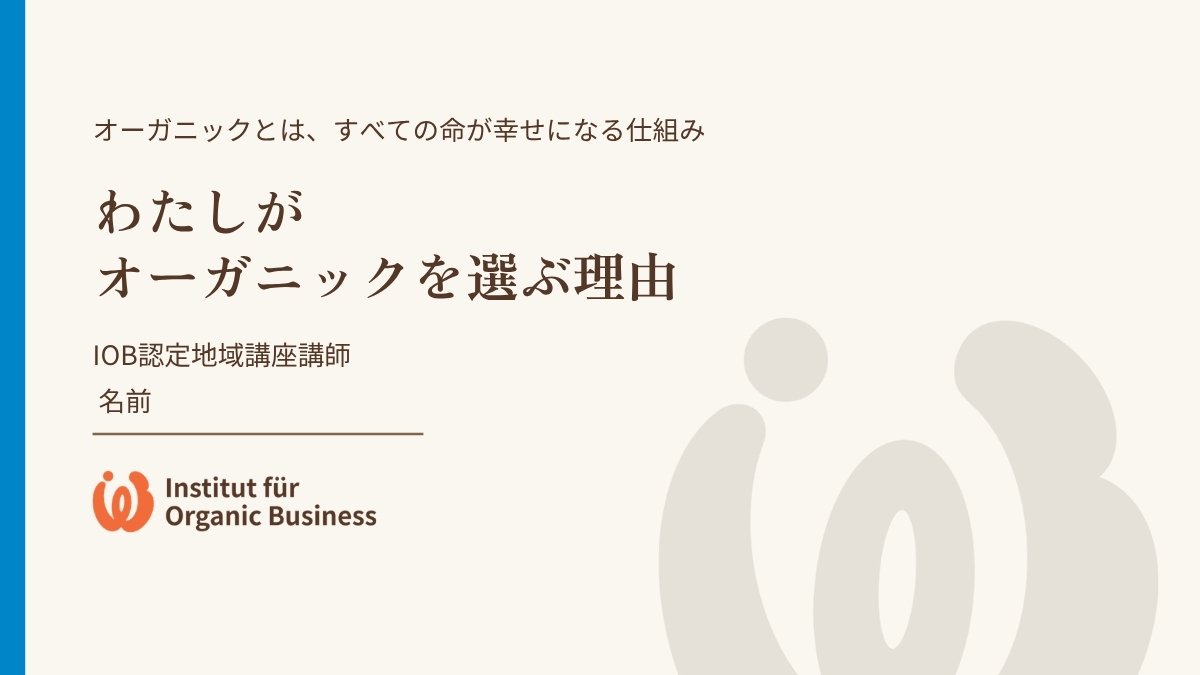 オーガニックとは、すべての命が幸せになる仕組み
わたしが
オーガニックを選ぶ理由
IOB認定地域講座講師
名前
Institut für
Organic Business